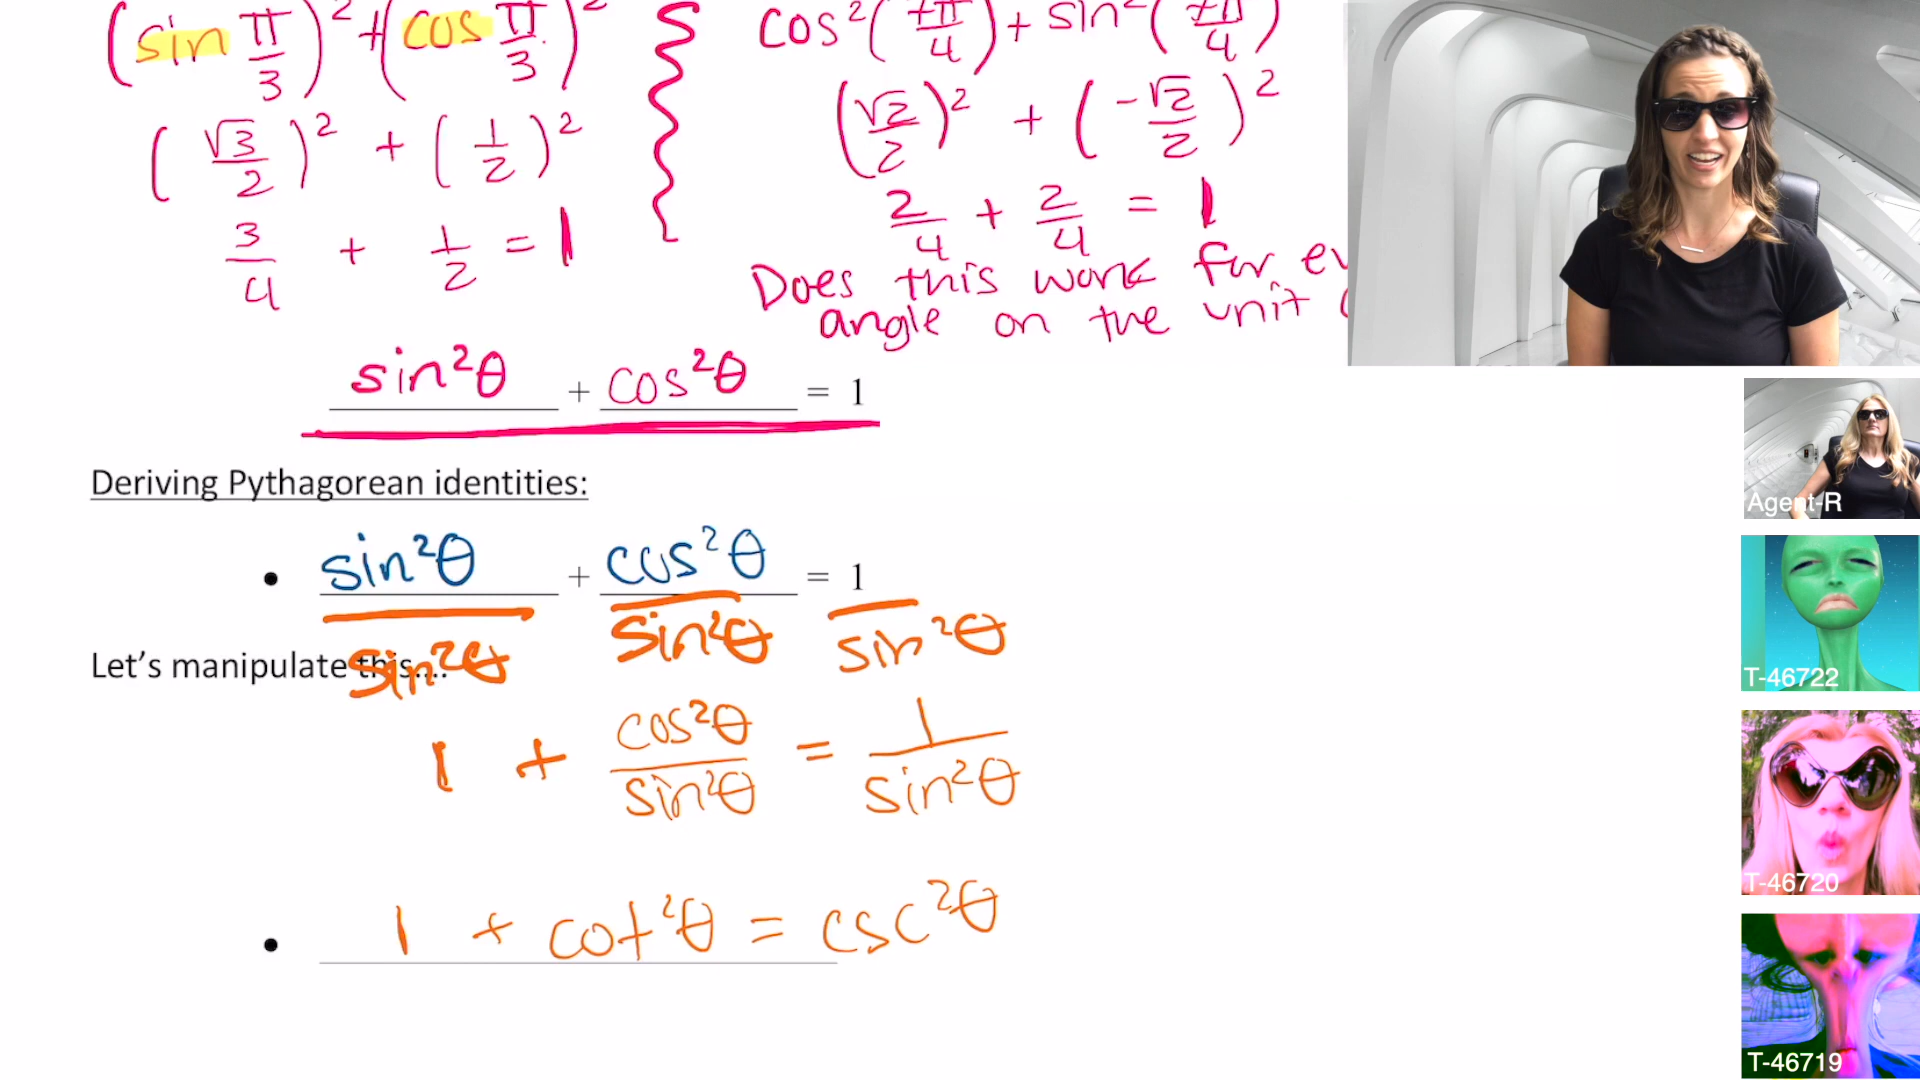 (sin π/3)² + (cos π/3)²
(√3/2)² + (1/2)²
3/4 + 1/2 = 1
cos²(7π/4) + sin²(7π/4)
(√2/2)² + (-√2/2)²
2/4 + 2/4 = 1
Does this work for
angle on the unit
sin²θ + cos²θ = 1
Deriving Pythagorean identities:
• sin²θ + cos²θ = 1
sin²θ sin²θ sin²θ
Let's manipulate this....
1 + cos²θ/sin²θ = 1/sin²θ
• 1 + cot²θ = csc²θ
Agent-R
T-46722
T-46720
T-46719